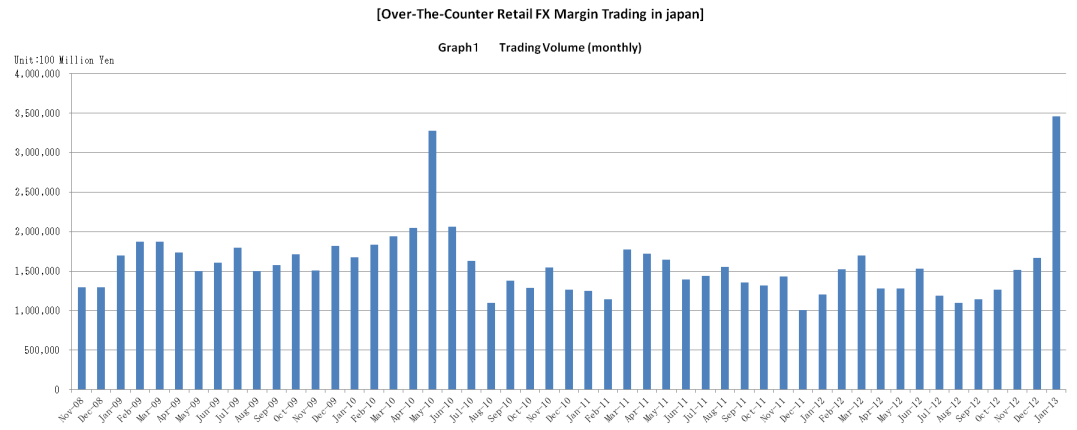 [Over-The-Counter Retail FX Margin Trading in japan]
Graph1 Trading Volume (monthly)
Unit:100 Million Yen
4,000,000
3,500,000
3,000,000
2,500,000
2,000,000
1,500,000
1,000,000
500,000
0
Nov-08 Dec-08 Jan-09 Feb-09 Mar-09 Apr-09 May-09 Jun-09 Jul-09 Aug-09 Sep-09 Oct-09 Nov-09 Dec-09 Jan-10 Feb-10 Mar-10 Apr-10 May-10 Jun-10 Jul-10 Aug-10 Sep-10 Oct-10 Nov-10 Dec-10 Jan-11 Feb-11 Mar-11 Apr-11 May-11 Jun-11 Jul-11 Aug-11 Sep-11 Oct-11 Nov-11 Dec-11 Jan-12 Feb-12 Mar-12 Apr-12 May-12 Jun-12 Jul-12 Aug-12 Sep-12 Oct-12 Nov-12 Dec-12 Jan-13